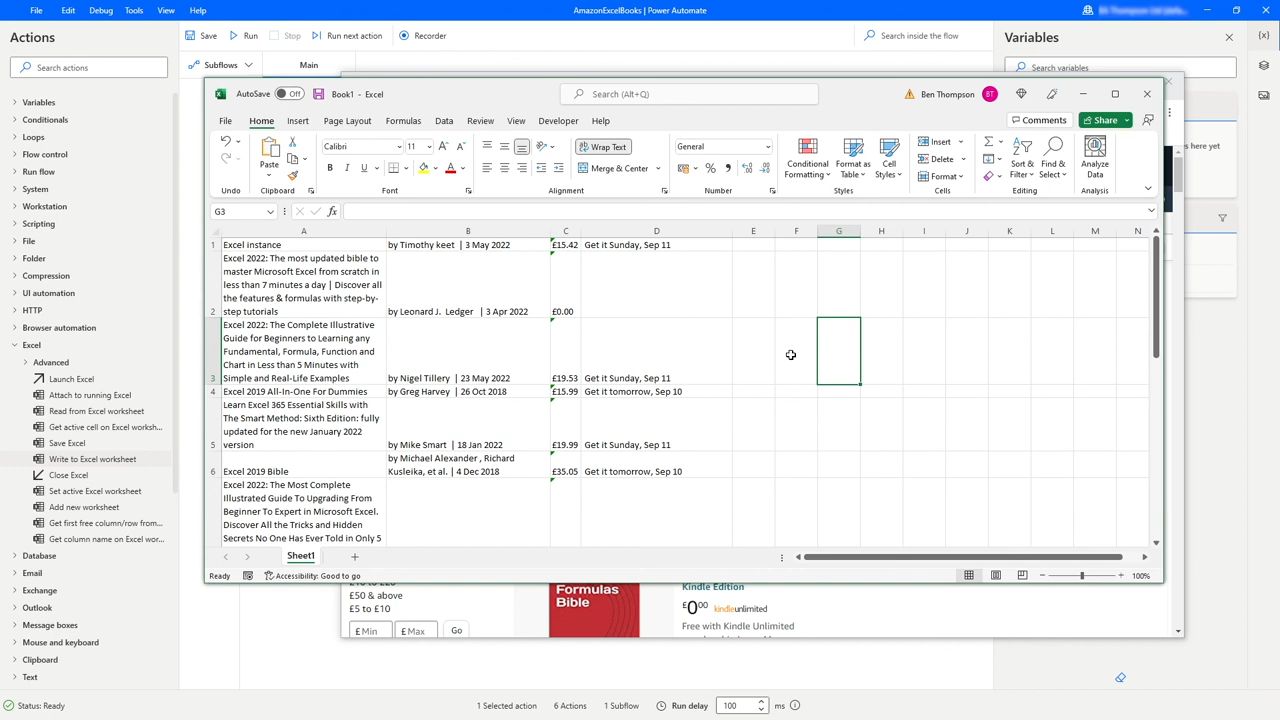 File Edit Debug Tools View Help
AmazonExcelBooks | Power Automate
Actions
Search actions
Variables
Conditionals
Loops
Flow control
Run flow
System
Workstation
Scripting
File
Folder
Compression
UI automation
HTTP
Browser automation
Excel
Advanced
Launch Excel
Attach to running Excel
Read from Excel worksheet
Get active cell on Excel worksh...
Save Excel
Write to Excel worksheet
Close Excel
Set active Excel worksheet
Add new worksheet
Get first free column/row from...
Get column name on Excel wor...
Database
Email
Exchange
Outlook
Message boxes
Mouse and keyboard
Clipboard
Text
Save Run Stop Run next action Recorder
Search inside the flow
Subflows Main
Variables
Search variables
es here yet
AutoSave Off Book1 - Excel
Search (Alt+Q)
Ben Thompson BT
File Home Insert Page Layout Formulas Data Review View Developer Help
Comments Share
Undo
Paste
Clipboard
Calibri 11
B I U
Font
Wrap Text
Merge & Center
Alignment
General
Number
Conditional Formatting
Format as Table
Cell Styles
Styles
Insert
Delete
Format
Cells
Sort & Filter
Find & Select
Editing
Analyze Data
Analysis
G3
fx
A B C D E F G H I J K L M N
1 Excel instance by Timothy keet | 3 May 2022 £15.42 Get it Sunday, Sep 11
Excel 2022: The most updated bible to
master Microsoft Excel from scratch in
less than 7 minutes a day | Discover
all the features & formulas with step-by-
2 step tutorials by Leonard J. Ledger | 3 Apr 2022 £0.00
Excel 2022: The Complete Illustrative
Guide for Beginners to Learning any
Fundamental, Formula, Function and
Chart in Less than 5 Minutes with
3 Simple and Real-Life Examples by Nigel Tillery | 23 May 2022 £19.53 Get it Sunday, Sep 11
4 Excel 2019 All-In-One For Dummies by Greg Harvey | 26 Oct 2018 £15.99 Get it tomorrow, Sep 10
Learn Excel 365 Essential Skills with
The Smart Method: Sixth Edition: fully
updated for the new January 2022
5 version by Mike Smart | 18 Jan 2022 £19.99 Get it Sunday, Sep 11
by Michael Alexander , Richard
6 Excel 2019 Bible Kusleika, et al. | 4 Dec 2018 £35.05 Get it tomorrow, Sep 10
Excel 2022: The Most Complete
Illustrated Guide To Upgrading From
Beginner To Expert in Microsoft Excel.
Discover All the Tricks and Hidden
Secrets No One Has Ever Told in Only 5
Sheet1
Ready Accessibility: Good to go 100%
£50 & above
£5 to £10
£ Min £ Max Go
Formulas
Bible
Kindle Edition
£000 kindleunlimited
Free with Kindle Unlimited
Status: Ready 1 Selected action 6 Actions 1 Subflow Run delay 100 ms